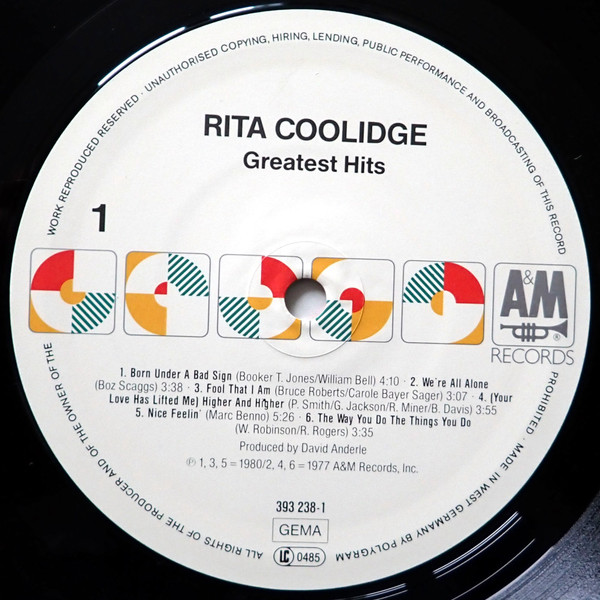 WORK REPRODUCED RESERVED · UNAUTHORISED COPYING, HIRING, LENDING, PUBLIC PERFORMANCE AND BROADCASTING OF THIS RECORD
PROHIBITED · MADE IN WEST GERMANY BY POLYGRAM
ALL RIGHTS OF THE PRODUCER AND OF THE OWNER OF THE
RITA COOLIDGE
Greatest Hits
1
A&M
®
RECORDS
1. Born Under A Bad Sign (Booker T. Jones/William Bell) 4:10 · 2. We're All Alone
(Boz Scaggs) 3:38 · 3. Fool That I Am (Bruce Roberts/Carole Bayer Sager) 3:07 · 4. (Your
Love Has Lifted Me) Higher And Higher (P. Smith/G. Jackson/R. Miner/B. Davis) 3:55
5. Nice Feelin' (Marc Benno) 5:26 · 6. The Way You Do The Things You Do
(W. Robinson/R. Rogers) 3:35
Produced by David Anderle
℗ 1, 3, 5 = 1980/2, 4, 6 = 1977 A&M Records, Inc.
393 238-1
GEMA
LC 0485